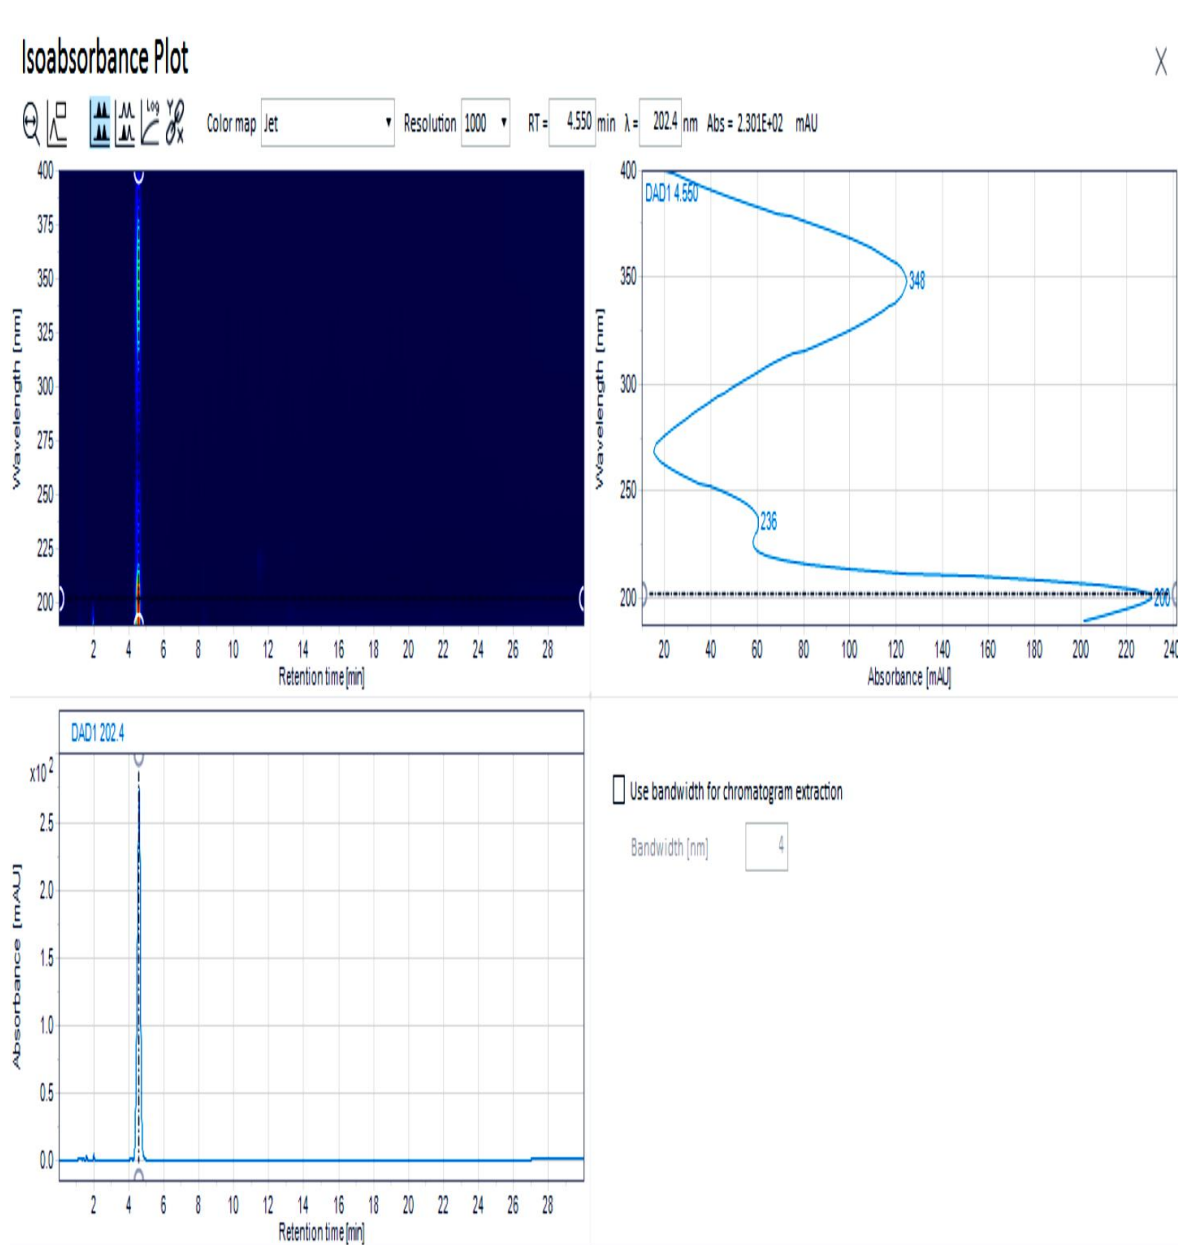 Isoabsorbance Plot
Log Y X Color map Jet Resolution 1000 RT = 4.550 min λ = 202.4 nm Abs = 2.301E+02 mAU
Wavelength [nm]
400
375
350
325
300
275
250
225
200
2 4 6 8 10 12 14 16 18 20 22 24 26 28
Retention time [min]
DAD1 4.550
Wavelength [nm]
400
350
300
250
200
348
236
200
20 40 60 80 100 120 140 160 180 200 220 240
Absorbance [mAU]
DAD1 202.4
x10 2
Absorbance [mAU]
2.5
2.0
1.5
1.0
0.5
0.0
2 4 6 8 10 12 14 16 18 20 22 24 26 28
Retention time [min]
Use bandwidth for chromatogram extraction
Bandwidth [nm] 4